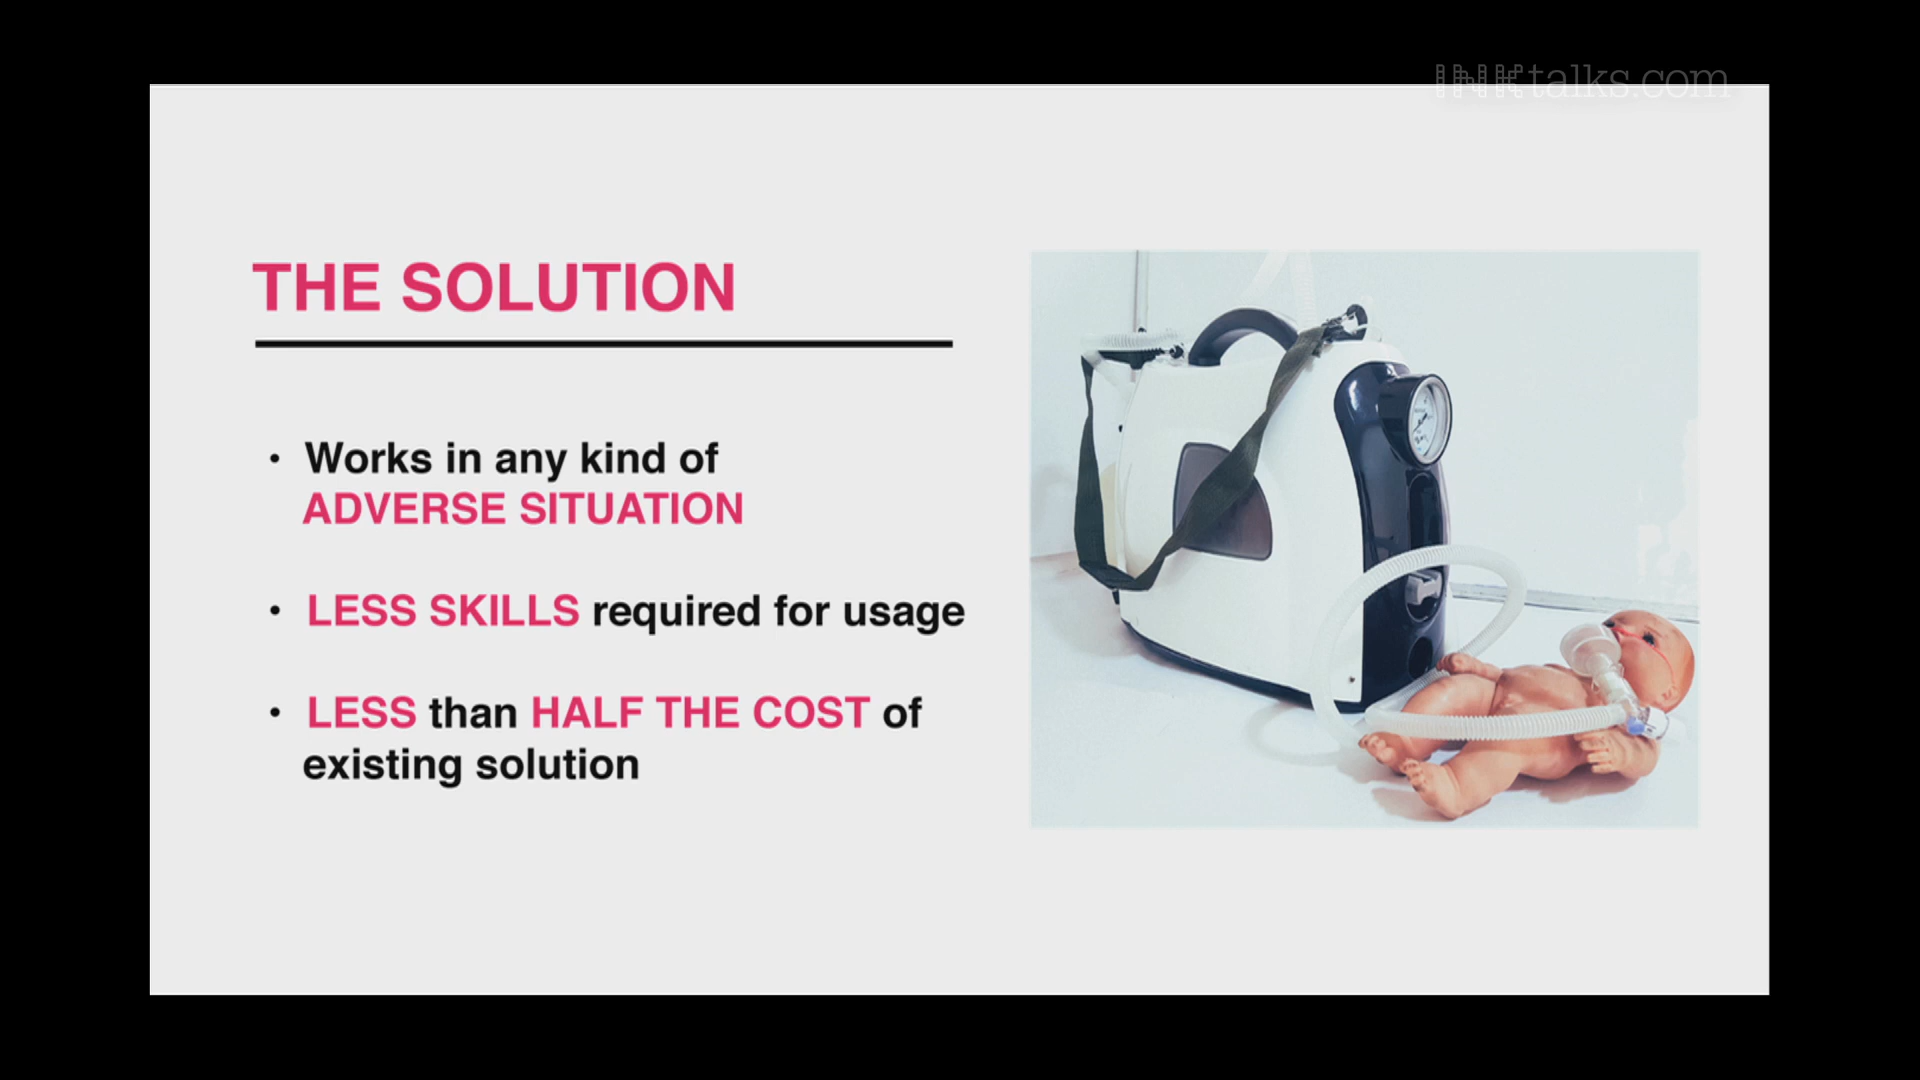 INKtalks.com
THE SOLUTION
• Works in any kind of
ADVERSE SITUATION
• LESS SKILLS required for usage
• LESS than HALF THE COST of
existing solution